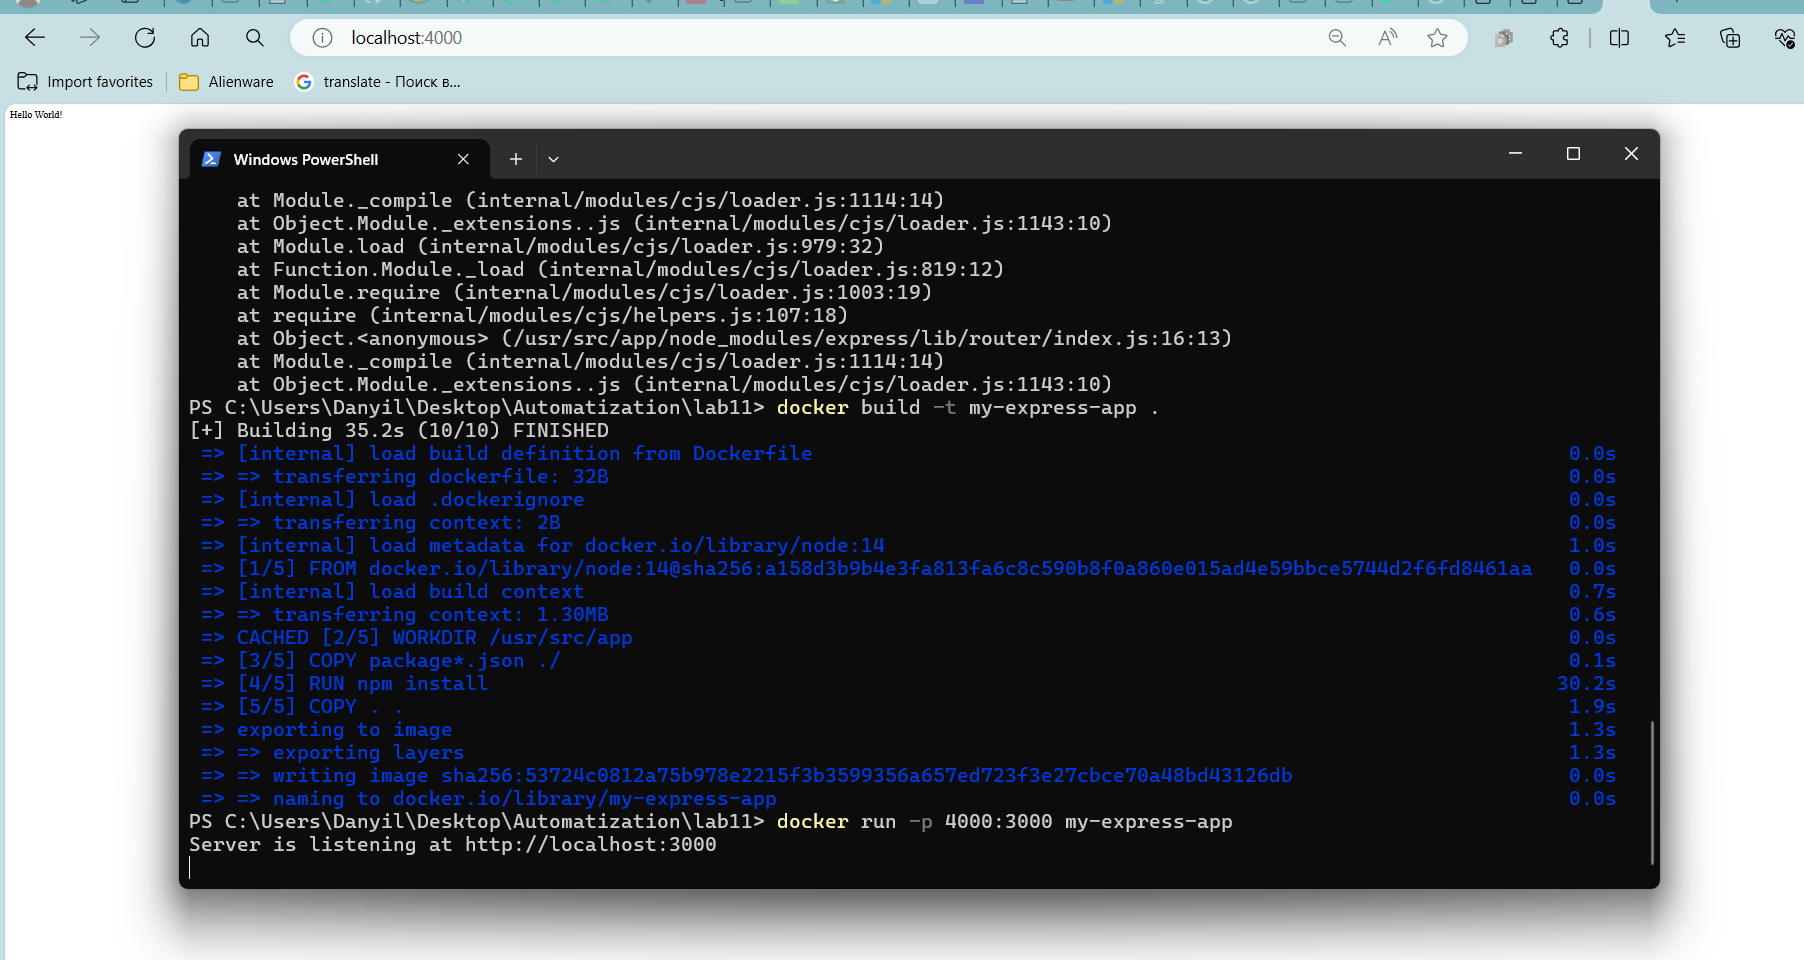 localhost:4000
Import favorites
Alienware
translate - Поиск в...
Hello World!
Windows PowerShell
    at Module._compile (internal/modules/cjs/loader.js:1114:14)
    at Object.Module._extensions..js (internal/modules/cjs/loader.js:1143:10)
    at Module.load (internal/modules/cjs/loader.js:979:32)
    at Function.Module._load (internal/modules/cjs/loader.js:819:12)
    at Module.require (internal/modules/cjs/loader.js:1003:19)
    at require (internal/modules/cjs/helpers.js:107:18)
    at Object.<anonymous> (/usr/src/app/node_modules/express/lib/router/index.js:16:13)
    at Module._compile (internal/modules/cjs/loader.js:1114:14)
    at Object.Module._extensions..js (internal/modules/cjs/loader.js:1143:10)
PS C:\Users\Danyil\Desktop\Automatization\lab11> docker build -t my-express-app .
[+] Building 35.2s (10/10) FINISHED
 => [internal] load build definition from Dockerfile 0.0s
 => => transferring dockerfile: 32B 0.0s
 => [internal] load .dockerignore 0.0s
 => => transferring context: 2B 0.0s
 => [internal] load metadata for docker.io/library/node:14 1.0s
 => [1/5] FROM docker.io/library/node:14@sha256:a158d3b9b4e3fa813fa6c8c590b8f0a860e015ad4e59bbce5744d2f6fd8461aa 0.0s
 => [internal] load build context 0.7s
 => => transferring context: 1.30MB 0.6s
 => CACHED [2/5] WORKDIR /usr/src/app 0.0s
 => [3/5] COPY package*.json ./ 0.1s
 => [4/5] RUN npm install 30.2s
 => [5/5] COPY . . 1.9s
 => exporting to image 1.3s
 => => exporting layers 1.3s
 => => writing image sha256:53724c0812a75b978e2215f3b3599356a657ed723f3e27cbce70a48bd43126db 0.0s
 => => naming to docker.io/library/my-express-app 0.0s
PS C:\Users\Danyil\Desktop\Automatization\lab11> docker run -p 4000:3000 my-express-app
Server is listening at http://localhost:3000